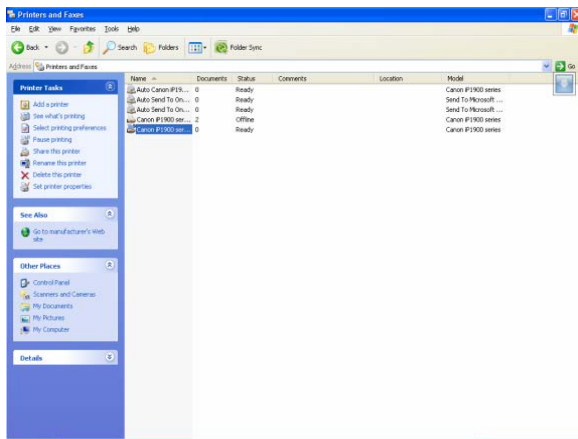 Printers and Faxes
File Edit View Favorites Tools Help
Back Search Folders Folder Sync
Address Printers and Faxes Go
Name Documents Status Comments Location Model
Auto Canon iP19... 0 Ready Canon iP1900 series
Auto Send To On... 0 Ready Send To Microsoft ...
Auto Send To On... 0 Ready Send To Microsoft ...
Canon iP1900 ser... 2 Offline Canon iP1900 series
Canon iP1900 ser... 0 Ready Canon iP1900 series
Printer Tasks
Add a printer
See what's printing
Select printing preferences
Pause printing
Share this printer
Rename this printer
Delete this printer
Set printer properties
See Also
Go to manufacturer's Web
site
Other Places
Control Panel
Scanners and Cameras
My Documents
My Pictures
My Computer
Details